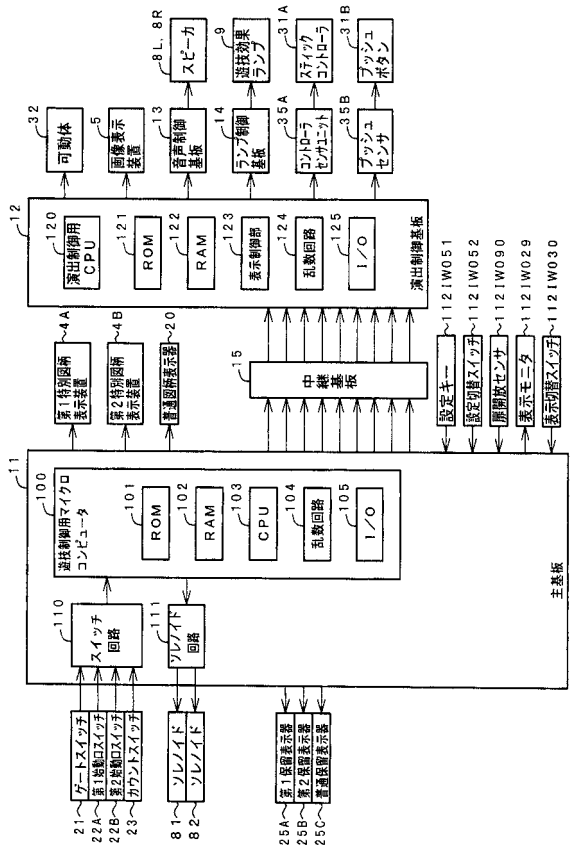 21
ゲートスイッチ
22A
第1始動口スイッチ
22B
第2始動口スイッチ
23
カウントスイッチ
81
ソレノイド
82
ソレノイド
25A
第1保留表示器
25B
第2保留表示器
25C
普通保留表示器
11
主基板
110
スイッチ
回路
111
ソレノイド
回路
100
遊技制御用マイクロ
コンピュータ
101
ROM
102
RAM
103
CPU
104
乱数回路
105
I/O
4A
第1特別図柄
表示装置
4B
第2特別図柄
表示装置
20
普通図柄表示器
15
中継基板
設定キー
112IW051
設定切替スイッチ
112IW052
扉開放センサ
112IW090
表示モニタ
112IW029
表示切替スイッチ
112IW030
12
演出制御基板
120
演出制御用
CPU
121
ROM
122
RAM
123
表示制御部
124
乱数回路
125
I/O
32
可動体
5
画像表示
装置
13
音声制御
基板
8L、8R
スピーカ
14
ランプ制御
基板
9
遊技効果
ランプ
35A
コントローラ
センサユニット
31A
スティック
コントローラ
35B
プッシュ
センサ
31B
プッシュ
ボタン